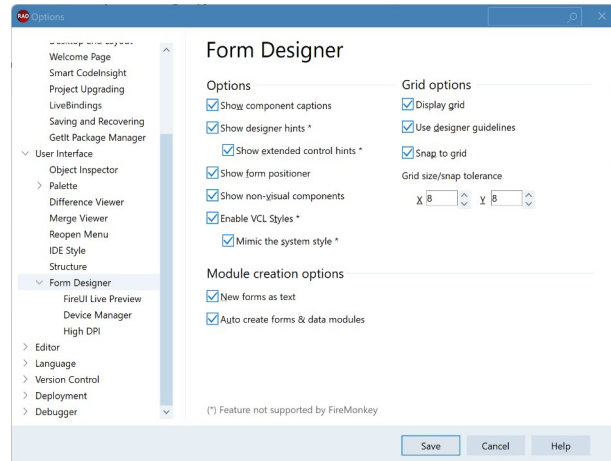 RAD Options
Welcome Page
Smart CodeInsight
Project Upgrading
LiveBindings
Saving and Recovering
GetIt Package Manager
User Interface
Object Inspector
Palette
Difference Viewer
Merge Viewer
Reopen Menu
IDE Style
Structure
Form Designer
FireUI Live Preview
Device Manager
High DPI
Editor
Language
Version Control
Deployment
Debugger
Form Designer
Options
Show component captions
Show designer hints *
Show extended control hints *
Show form positioner
Show non-visual components
Enable VCL Styles *
Mimic the system style *
Grid options
Display grid
Use designer guidelines
Snap to grid
Grid size/snap tolerance
X 8 Y 8
Module creation options
New forms as text
Auto create forms & data modules
(*) Feature not supported by FireMonkey
Save Cancel Help